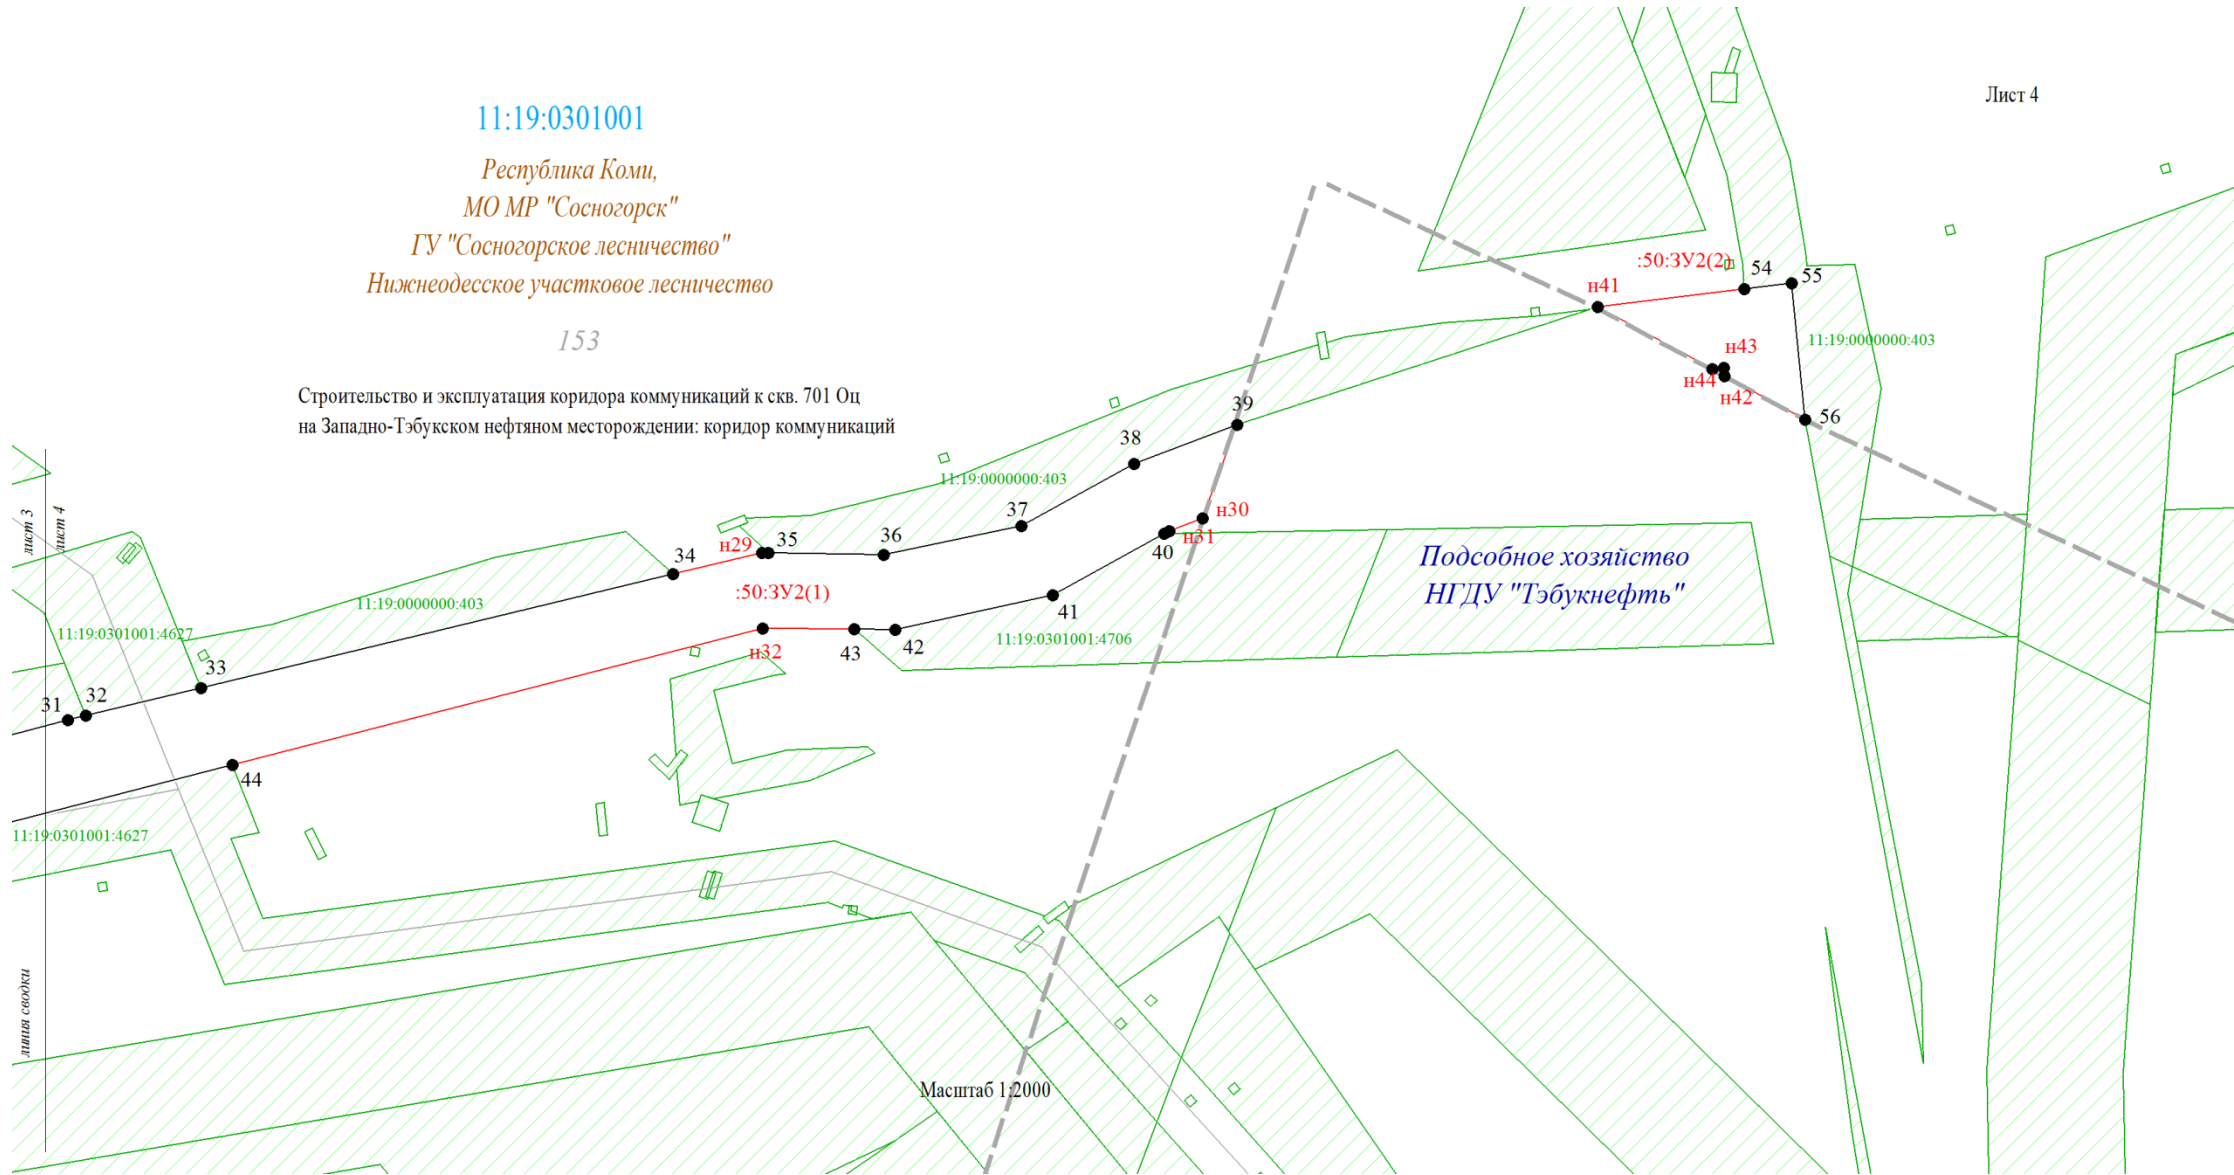 Лист 4
11:19:0301001
Республика Коми,
МО МР "Сосногорск"
ГУ "Сосногорское лесничество"
Нижнеодесское участковое лесничество
153
Строительство и эксплуатация коридора коммуникаций к скв. 701 Оц
на Западно-Тэбукском нефтяном месторождении: коридор коммуникаций
:50:ЗУ2(2)
54
55
н41
11:19:0000000:403
н43
н44
н42
56
39
38
11:19:0000000:403
37
н30
н31
40
36
35
н29
34
Подсобное хозяйство
НГДУ "Тэбукнефть"
лист 3
лист 4
:50:ЗУ2(1)
11:19:0000000:403
41
11:19:0301001:4627
11:19:0301001:4706
42
43
н32
33
32
31
44
11:19:0301001:4627
линия сводки
Масштаб 1:2000